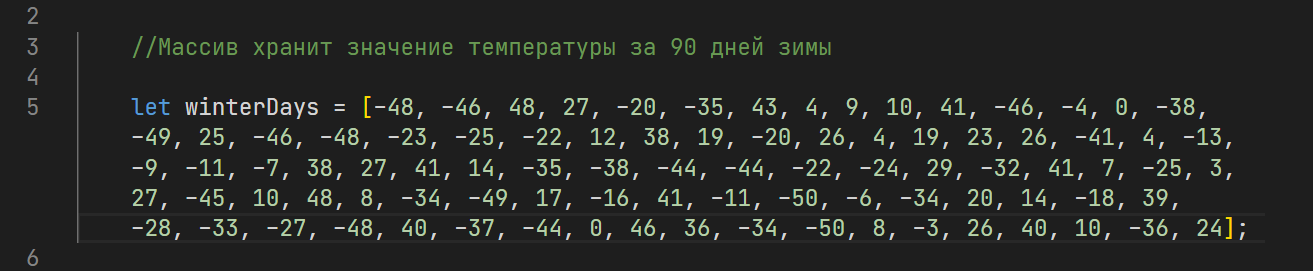 2
3 //Массив хранит значение температуры за 90 дней зимы
4
5 let winterDays = [-48, -46, 48, 27, -20, -35, 43, 4, 9, 10, 41, -46, -4, 0, -38,
-49, 25, -46, -48, -23, -25, -22, 12, 38, 19, -20, 26, 4, 19, 23, 26, -41, 4, -13,
-9, -11, -7, 38, 27, 41, 14, -35, -38, -44, -44, -22, -24, 29, -32, 41, 7, -25, 3,
27, -45, 10, 48, 8, -34, -49, 17, -16, 41, -11, -50, -6, -34, 20, 14, -18, 39,
-28, -33, -27, -48, 40, -37, -44, 0, 46, 36, -34, -50, 8, -3, 26, 40, 10, -36, 24];
6